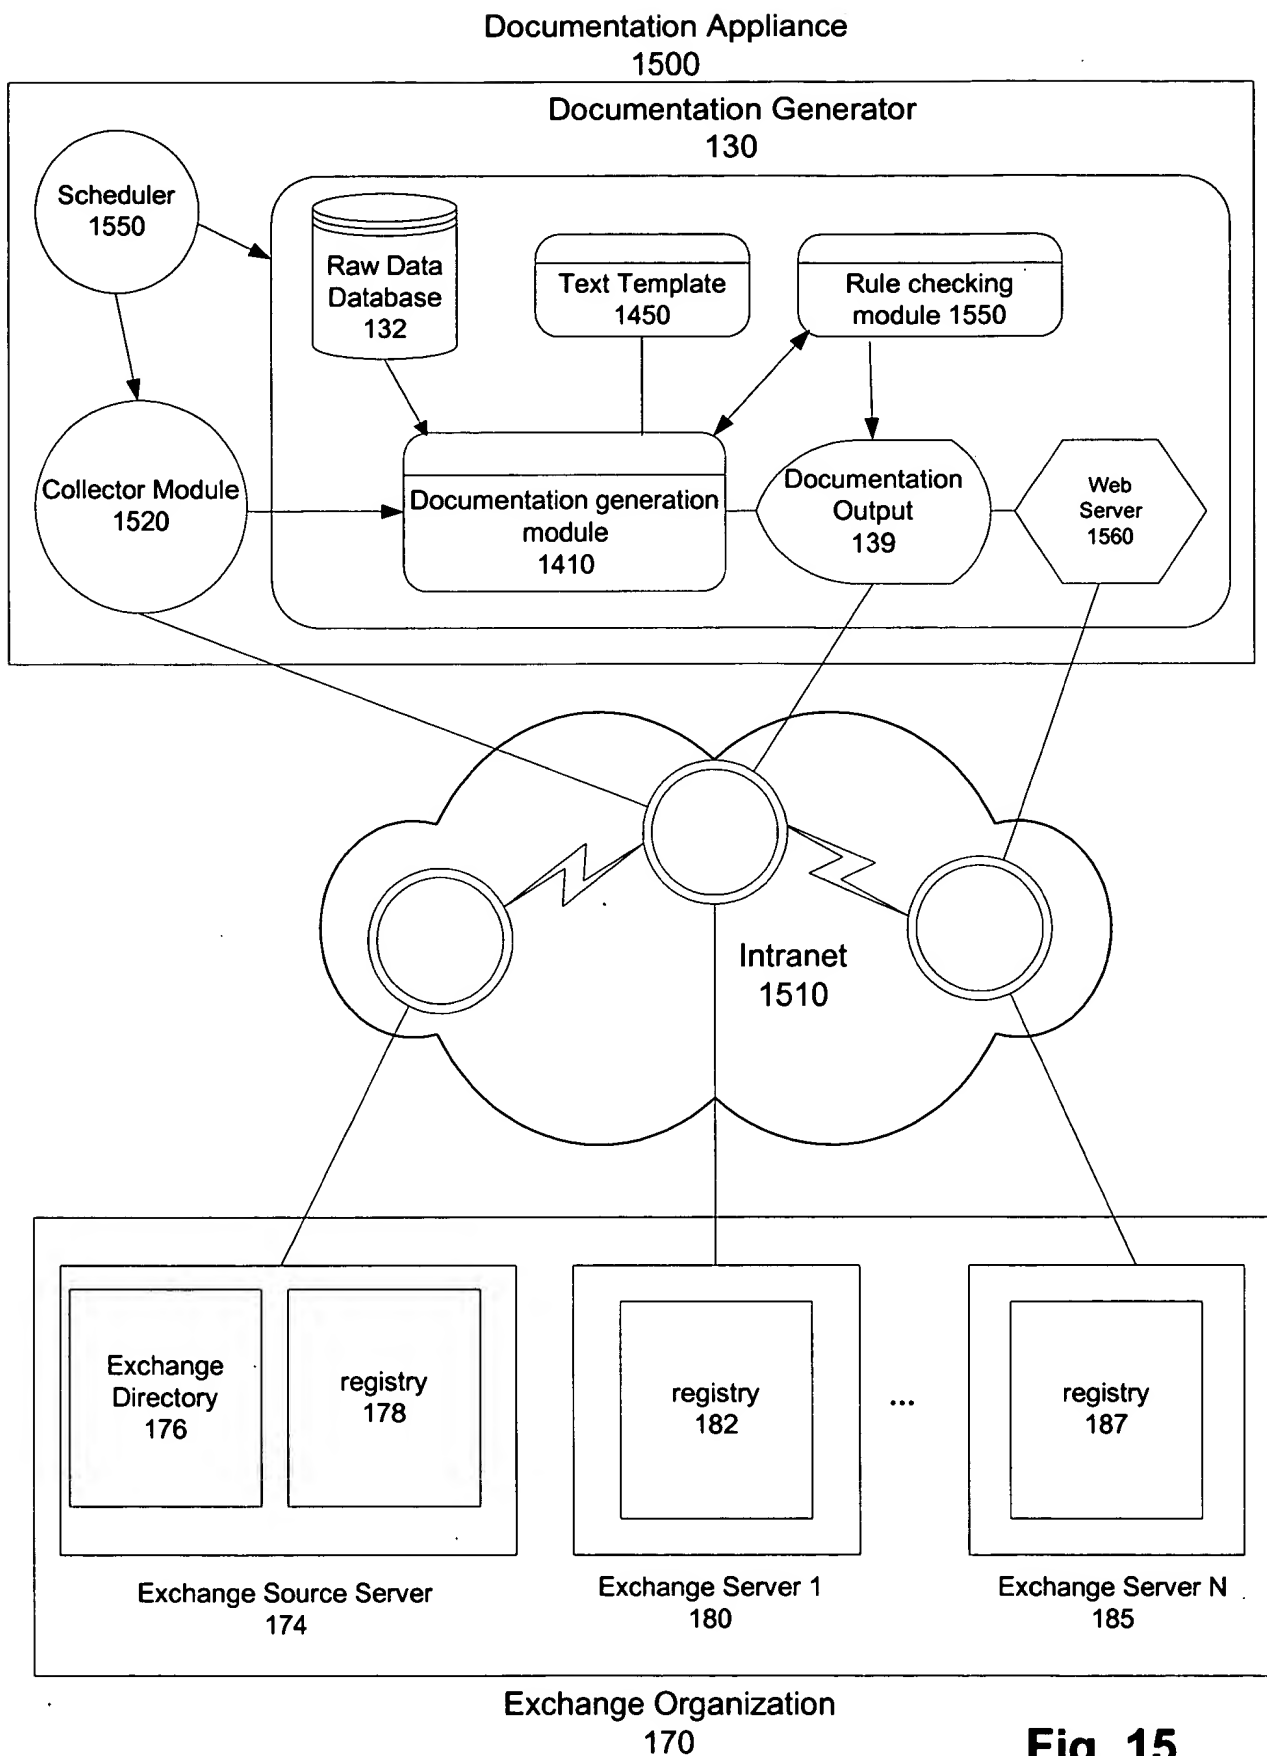 Documentation Appliance
1500
Documentation Generator
130
Scheduler
1550
Raw Data
Database
132
Text Template
1450
Rule checking
module 1550
Collector Module
1520
Documentation generation
module
1410
Documentation
Output
139
Web
Server
1560
Intranet
1510
Exchange
Directory
176
registry
178
registry
182
...
registry
187
Exchange Source Server
174
Exchange Server 1
180
Exchange Server N
185
Exchange Organization
170
Fig. 15